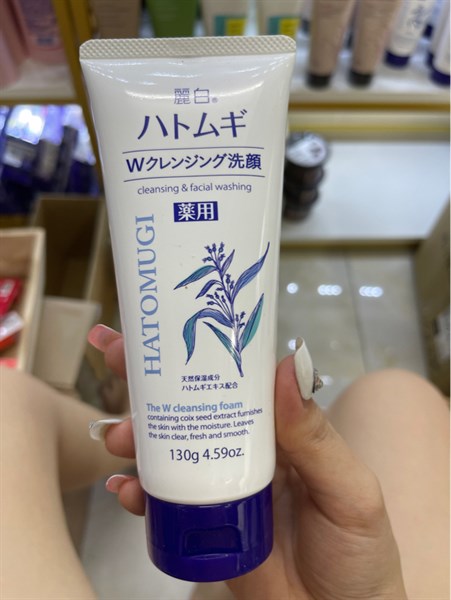 麗白®
ハトムギ
Wクレンジング洗顔
cleansing & facial washing
薬用
HATOMUGI
天然保湿成分
ハトムギエキス配合
The W cleansing foam
containing coix seed extract furnishes
the skin with the moisture. Leaves
the skin clear, fresh and smooth.
130g 4.59oz.